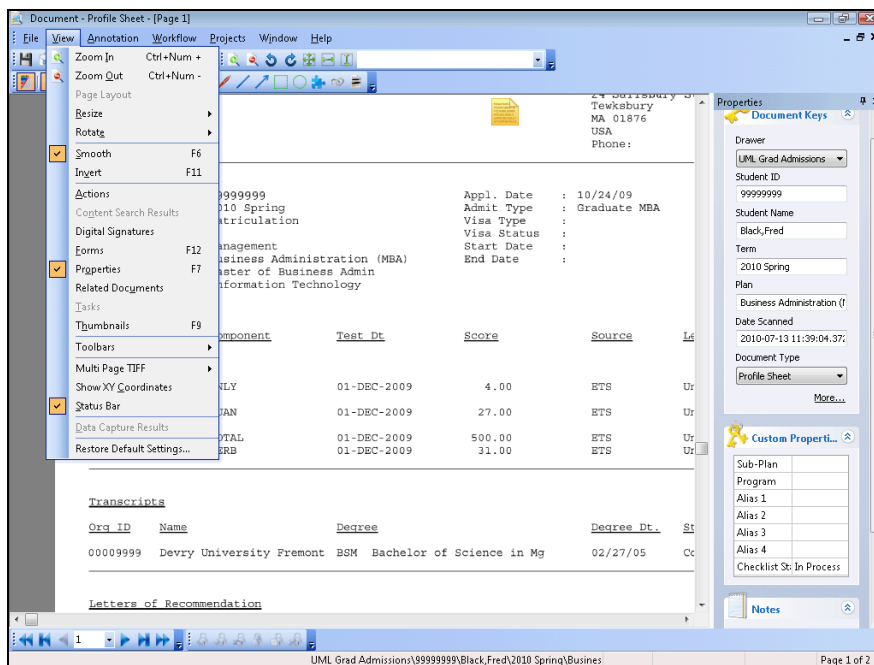 Document - Profile Sheet - [Page 1]
File View Annotation Workflow Projects Window Help
Zoom In Ctrl+Num +
Zoom Out Ctrl+Num -
Page Layout
Resize
Rotate
Smooth F6
Invert F11
Actions
Content Search Results
Digital Signatures
Forms F12
Properties F7
Related Documents
Tasks
Thumbnails F9
Toolbars
Multi Page TIFF
Show XY Coordinates
Status Bar
Data Capture Results
Restore Default Settings...
24 Salisbury S
Tewksbury
MA 01876
USA
Phone:
9999999 Appl. Date : 10/24/09
010 Spring Admit Type : Graduate MBA
atriculation Visa Type :
Visa Status :
anagement Start Date :
usiness Administration (MBA) End Date :
aster of Business Admin
nformation Technology
omponent Test Dt Score Source Le
NLY 01-DEC-2009 4.00 ETS Un
UAN 01-DEC-2009 27.00 ETS Un
OTAL 01-DEC-2009 500.00 ETS Un
ERB 01-DEC-2009 31.00 ETS Un
Transcripts
Org ID Name Degree Degree Dt. St
00009999 Devry University Fremont BSM Bachelor of Science in Mg 02/27/05 Co
Letters of Recommendation
Properties
Document Keys
Drawer
UML Grad Admissions
Student ID
99999999
Student Name
Black,Fred
Term
2010 Spring
Plan
Business Administration (M
Date Scanned
2010-07-13 11:39:04.372
Document Type
Profile Sheet
More...
Custom Properti...
Sub-Plan
Program
Alias 1
Alias 2
Alias 3
Alias 4
Checklist St: In Process
Notes
1
UML Grad Admissions\99999999\Black,Fred\2010 Spring\Busines Page 1 of 2